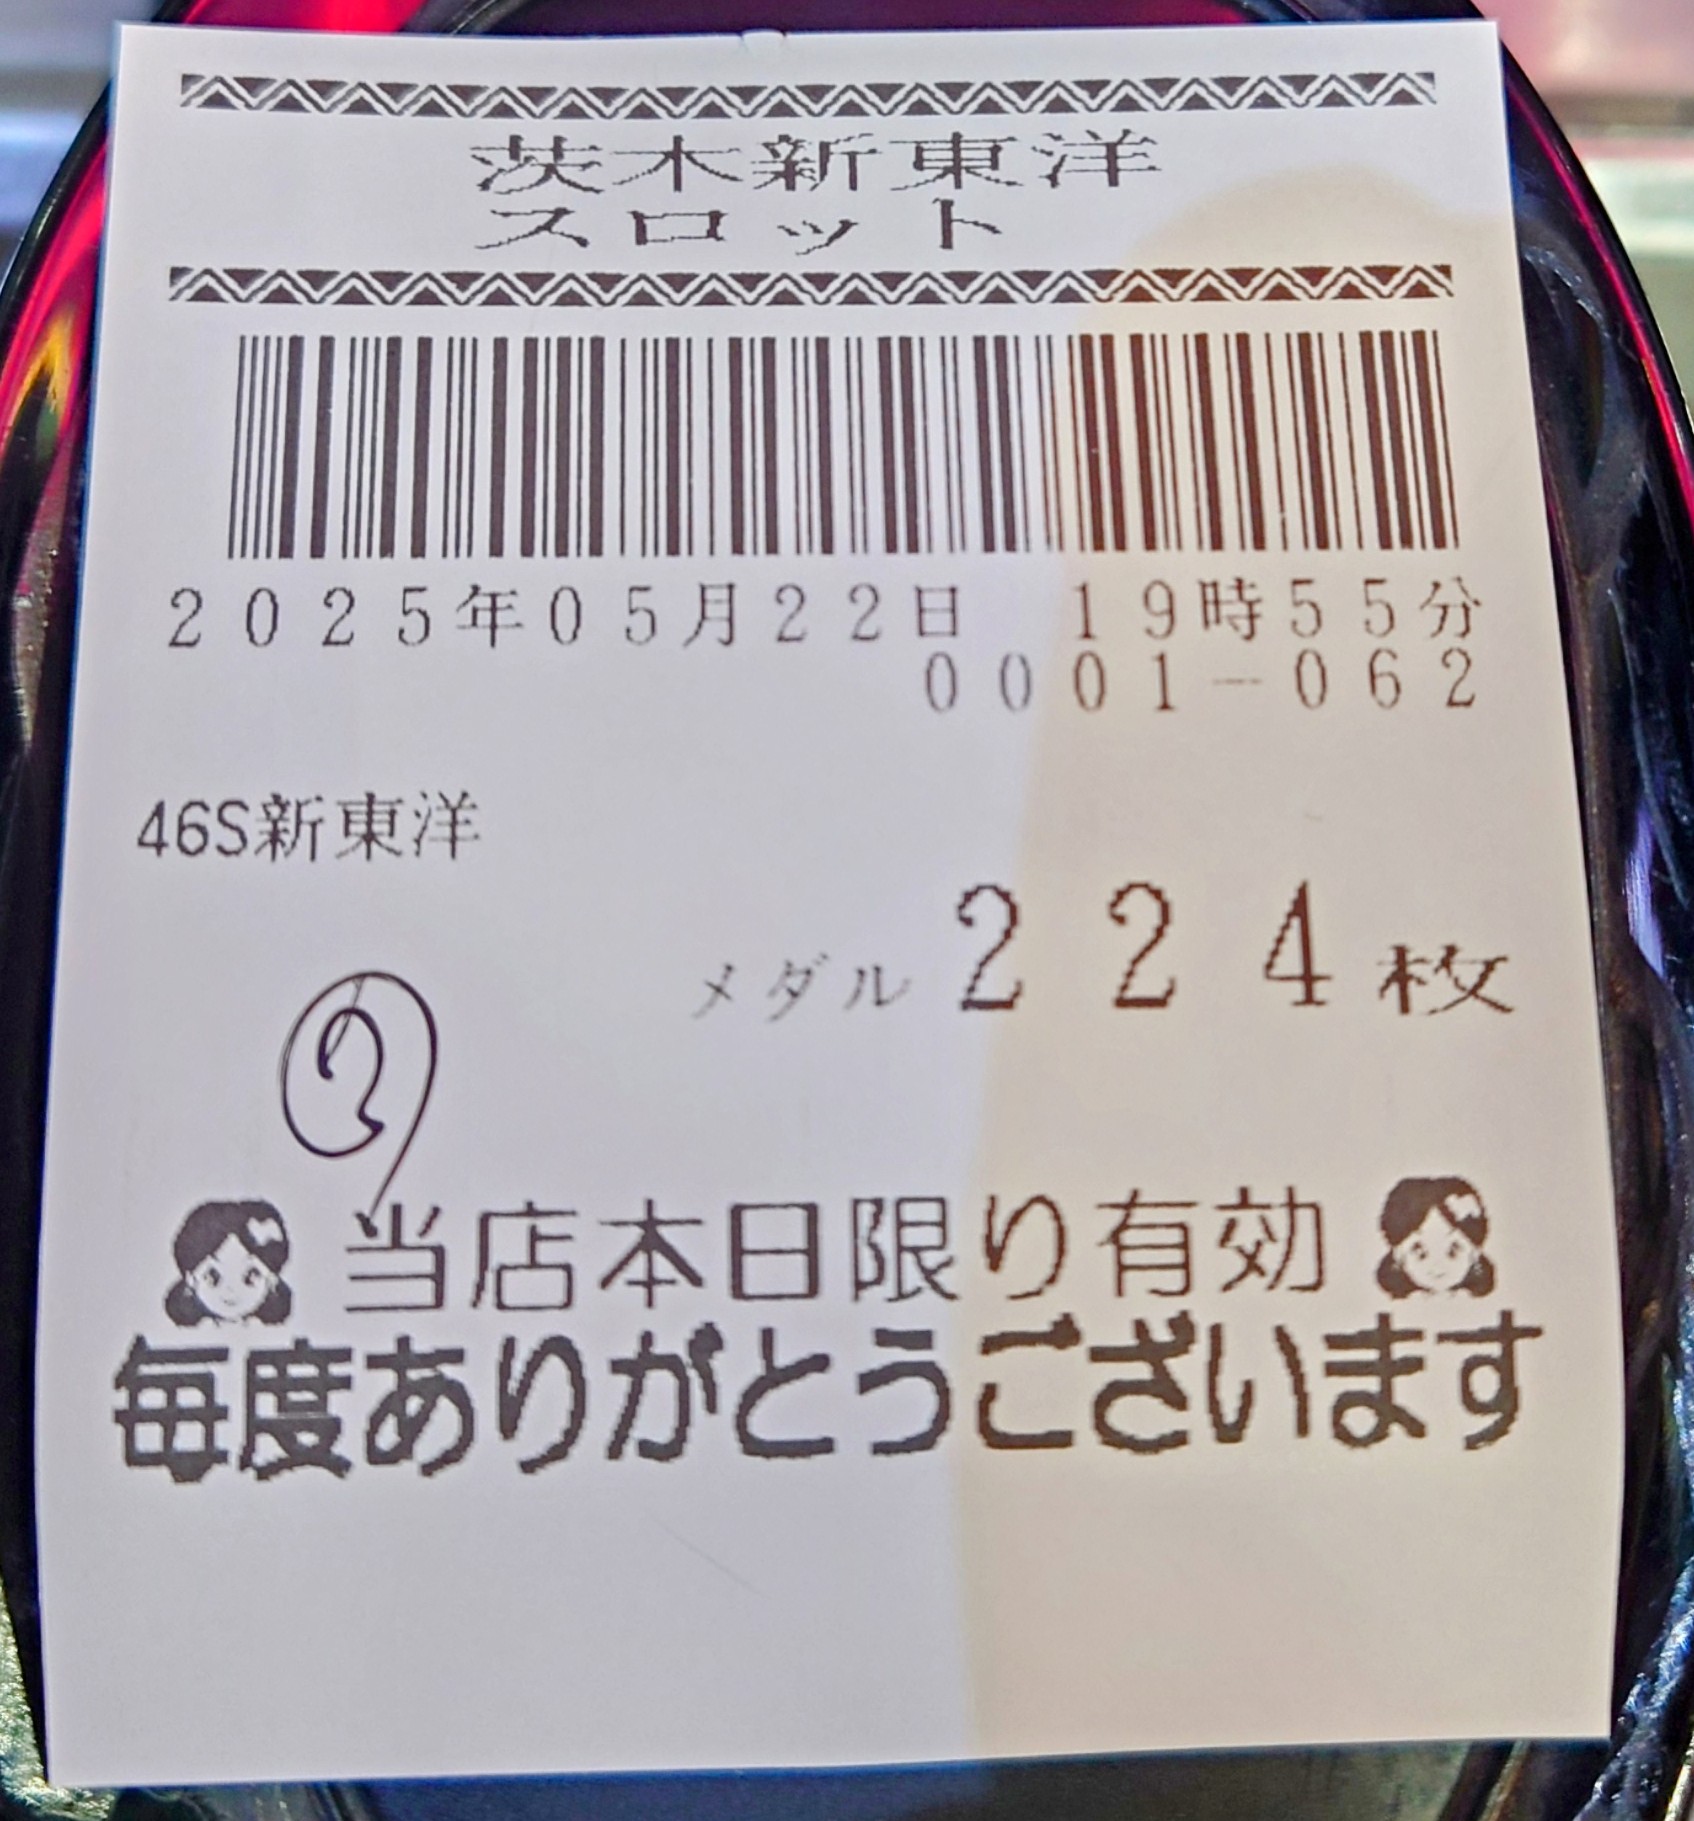 茨木新東洋
スロット
2025年05月22日 19時55分
0001-062
46S新東洋
メダル 224枚
当店本日限り有効
毎度ありがとうございます